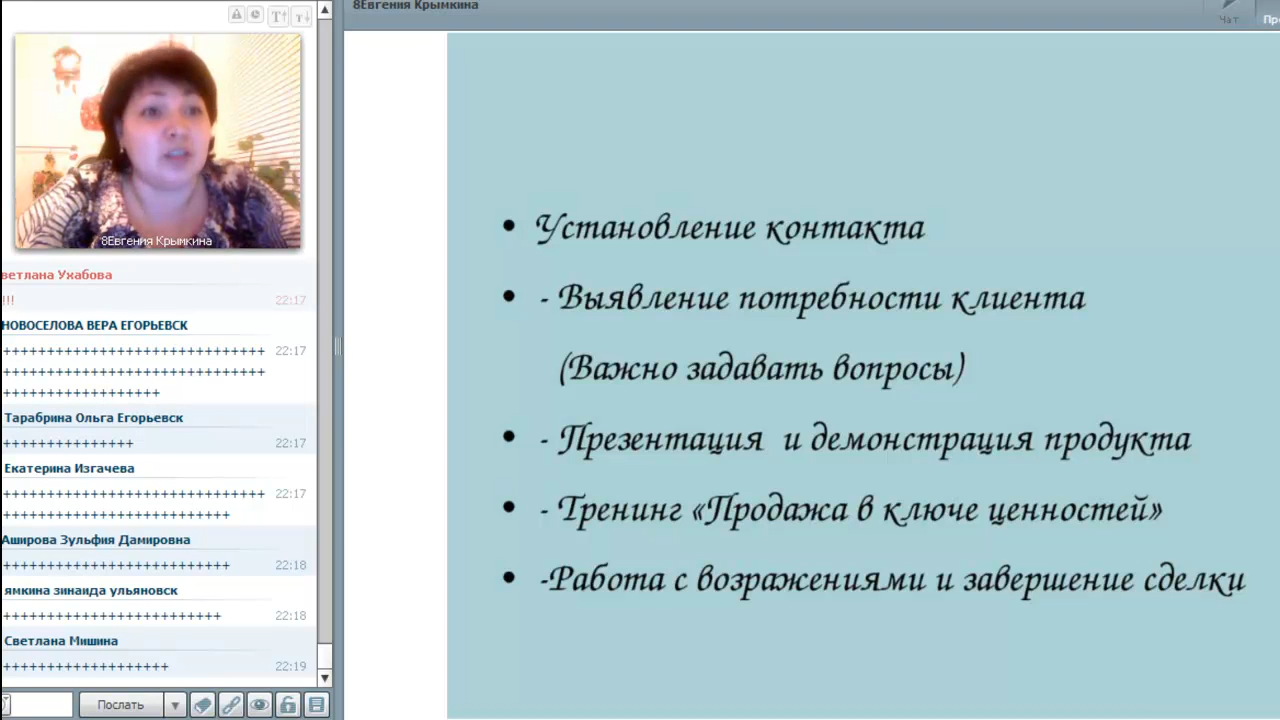 8Евгения Крымкина
Чат
8Евгения Крымкина
ветлана Ухабова
!!! 22:17
НОВОСЕЛОВА ВЕРА ЕГОРЬЕВСК
++++++++++++++++++++++++++++++ 22:17
++++++++++++++++++++++++++++++
++++++++++++++++++
Тарабрина Ольга Егорьевск
+++++++++++++++ 22:17
Екатерина Изгачева
++++++++++++++++++++++++++++++ 22:17
++++++++++++++++++++++++++
Аширова Зульфия Дамировна
++++++++++++++++++++++++++ 22:18
ямкина зинаида ульяновск
+++++++++++++++++++++++++ 22:18
Светлана Мишина
+++++++++++++++++++ 22:19
Послать
• Установление контакта
• - Выявление потребности клиента
(Важно задавать вопросы)
• - Презентация и демонстрация продукта
• - Тренинг «Продажа в ключе ценностей»
• -Работа с возражениями и завершение сделки